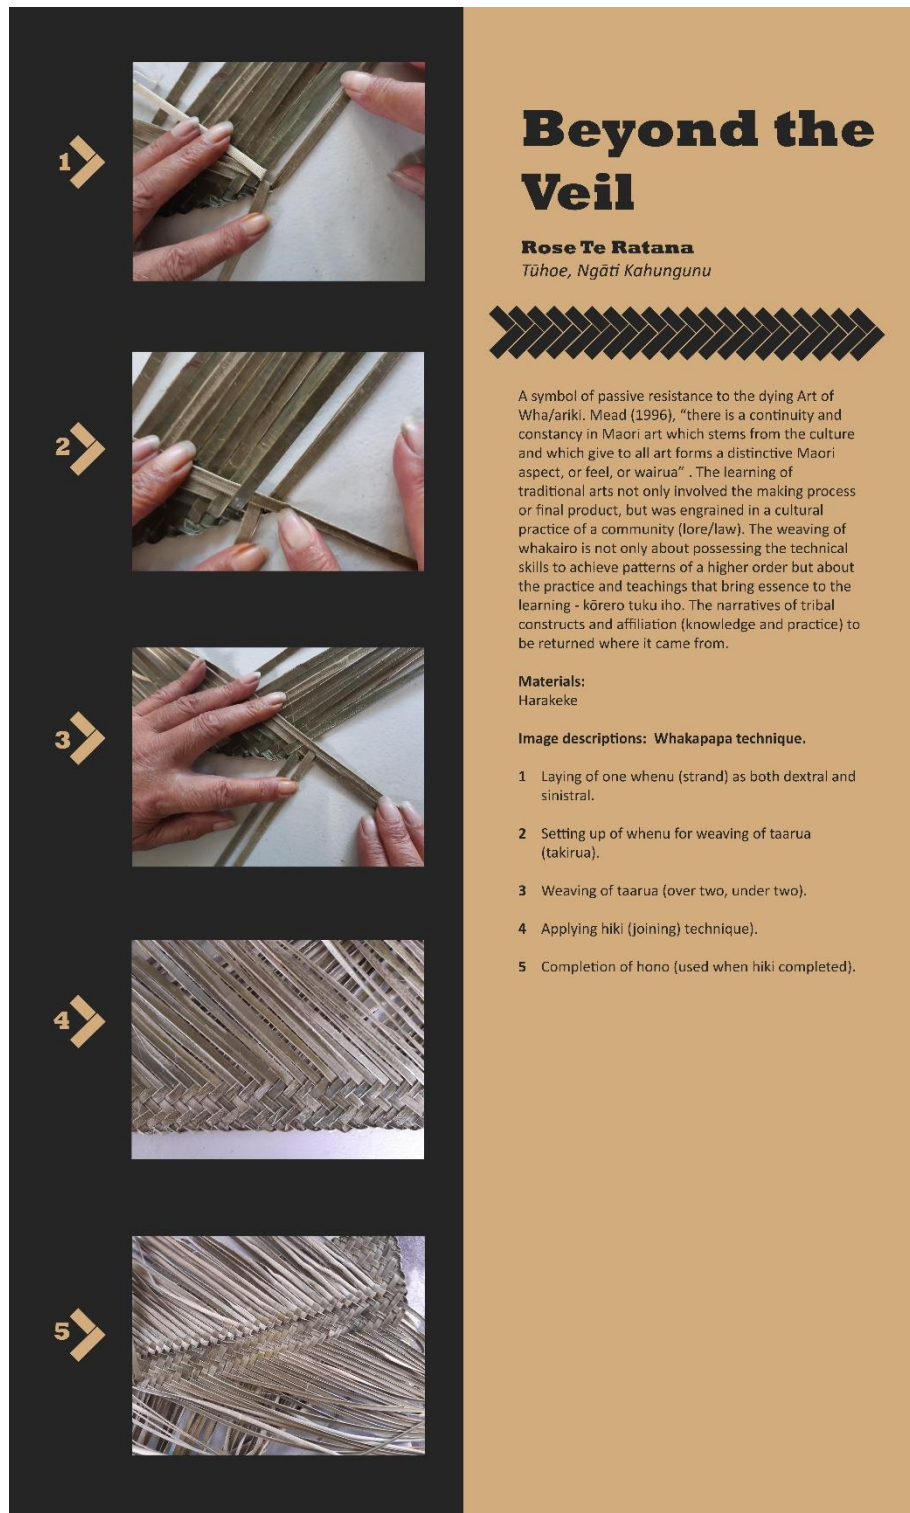 1
2
3
4
5
Beyond the
Veil
Rose Te Ratana
Tūhoe, Ngāti Kahungunu
A symbol of passive resistance to the dying Art of
Wha/ariki. Mead (1996), “there is a continuity and
constancy in Maori art which stems from the culture
and which give to all art forms a distinctive Maori
aspect, or feel, or wairua” . The learning of
traditional arts not only involved the making process
or final product, but was engrained in a cultural
practice of a community (lore/law). The weaving of
whakairo is not only about possessing the technical
skills to achieve patterns of a higher order but about
the practice and teachings that bring essence to the
learning - kōrero tuku iho. The narratives of tribal
constructs and affiliation (knowledge and practice) to
be returned where it came from.
Materials:
Harakeke
Image descriptions:  Whakapapa technique.
1 Laying of one whenu (strand) as both dextral and
sinistral.
2 Setting up of whenu for weaving of taarua
(takirua).
3 Weaving of taarua (over two, under two).
4 Applying hiki (joining) technique).
5 Completion of hono (used when hiki completed).